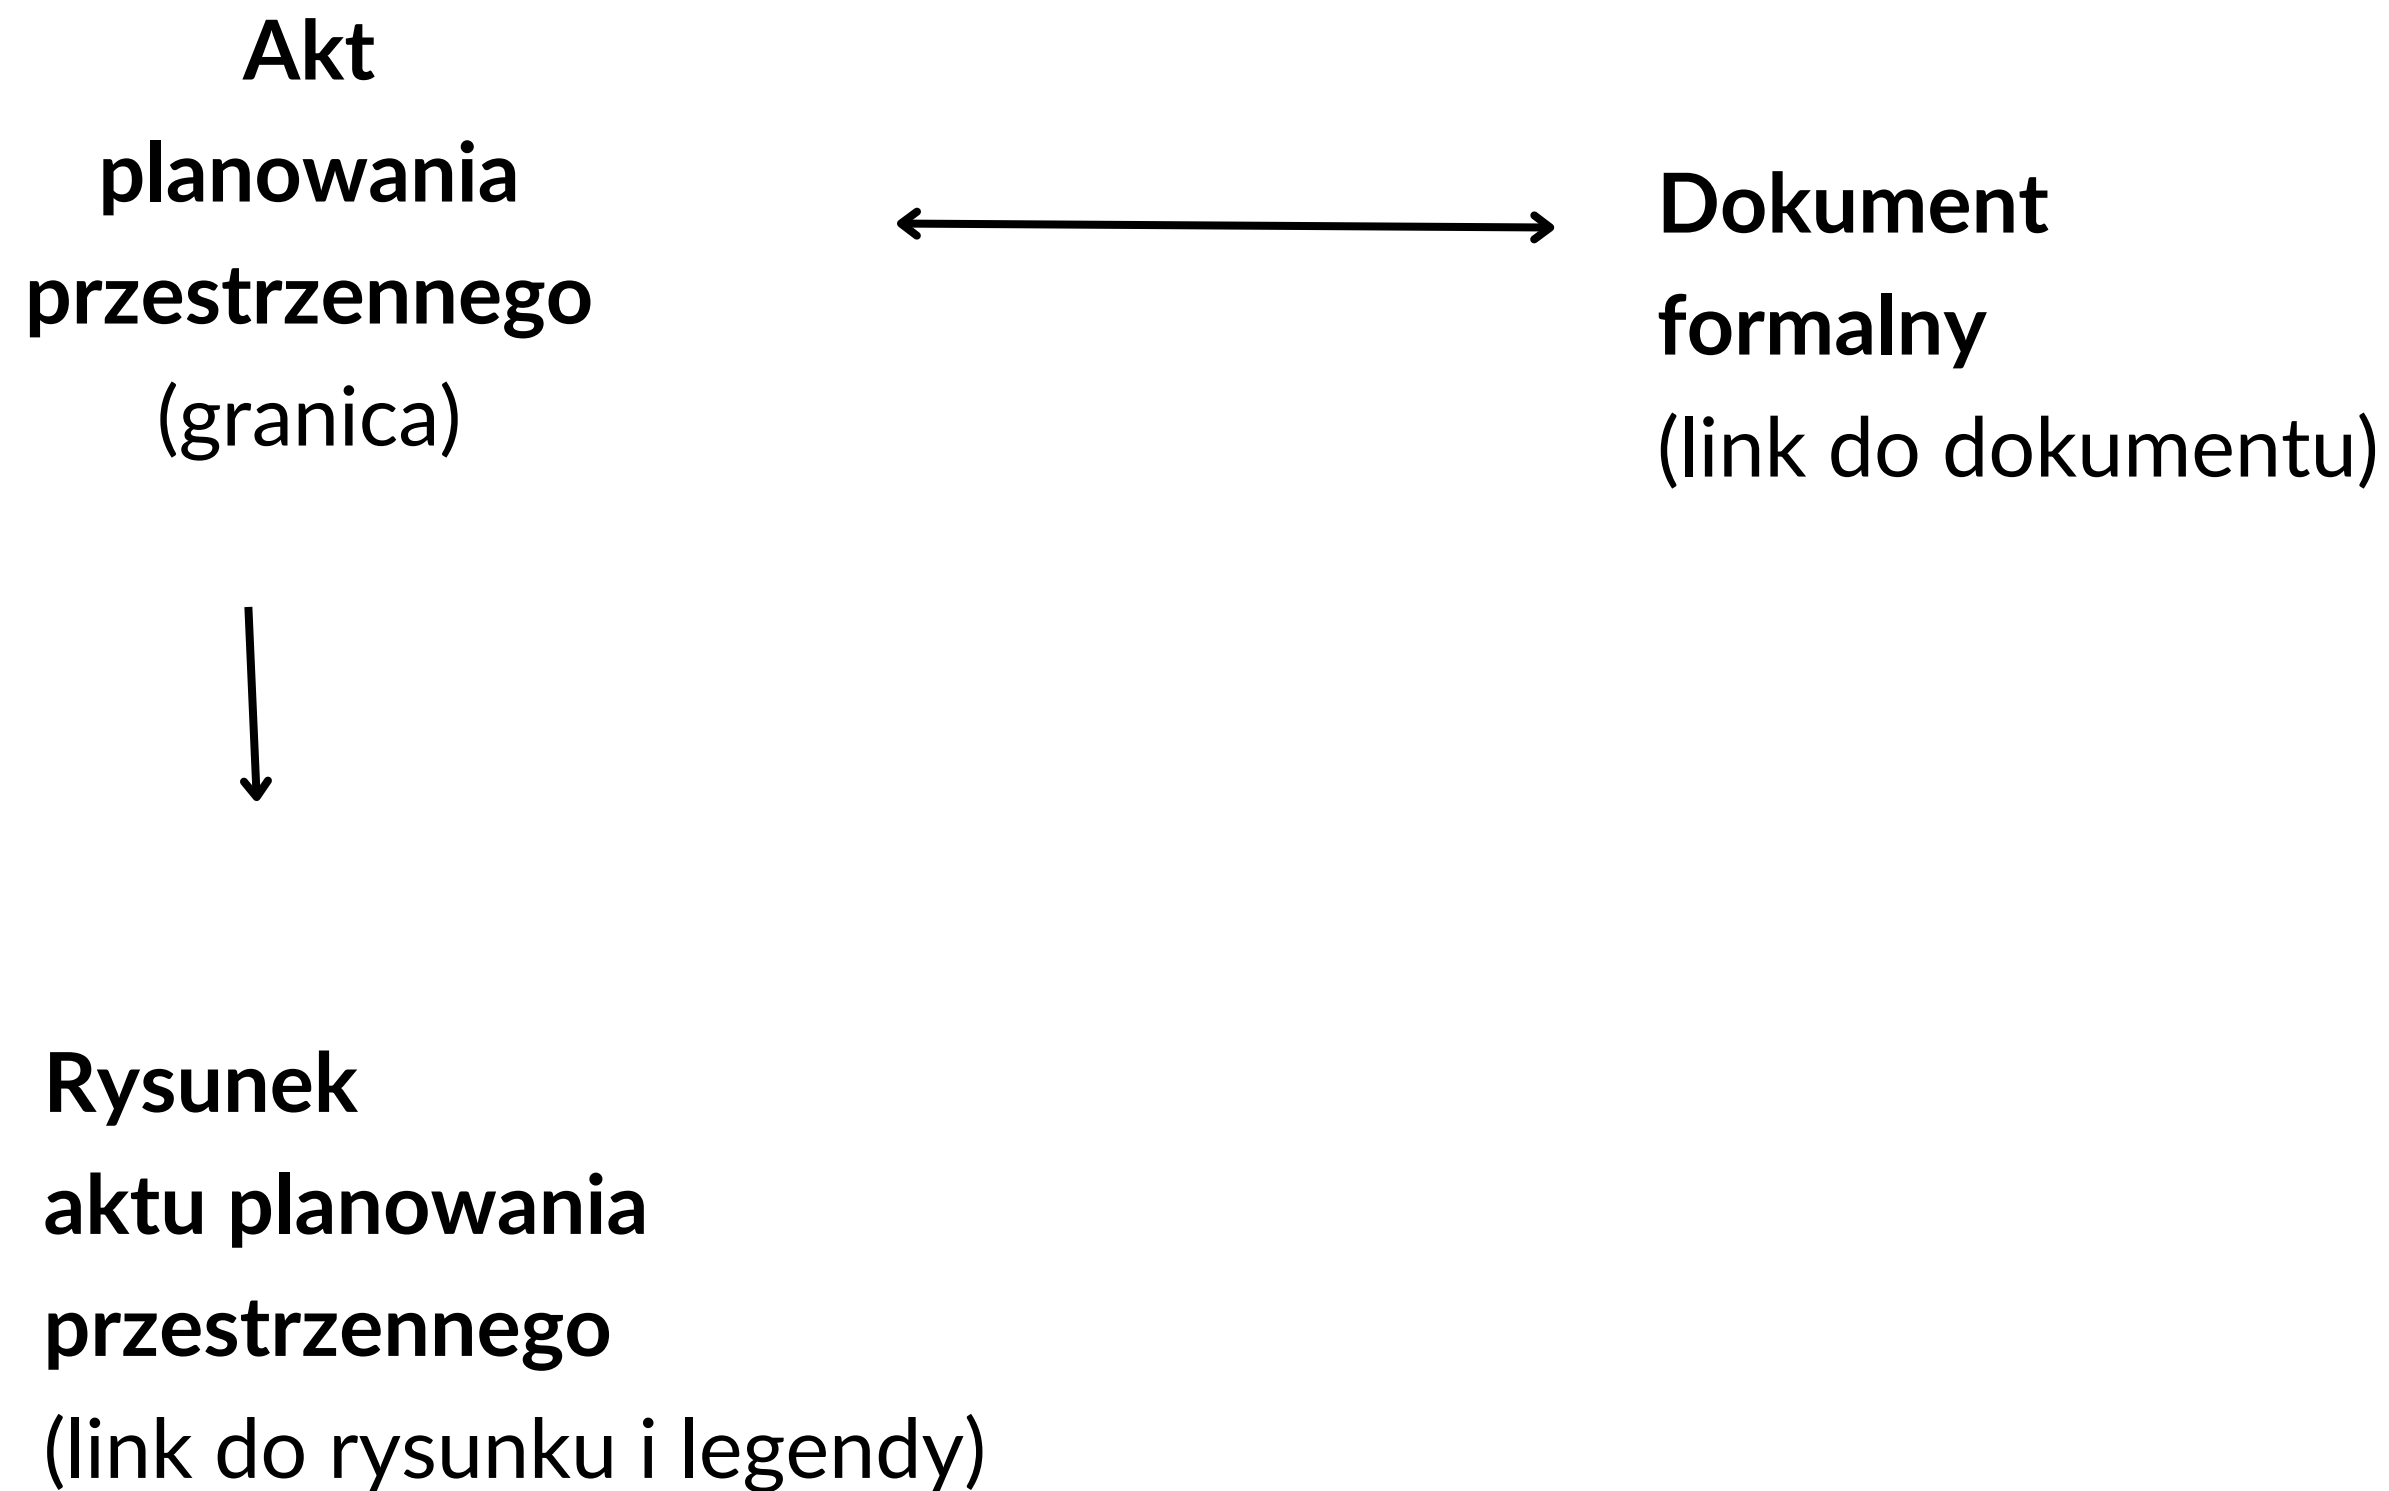 Akt
planowania
przestrzennego
(granica)
Dokument
formalny
(link do dokumentu)
Rysunek
aktu planowania
przestrzennego
(link do rysunku i legendy)